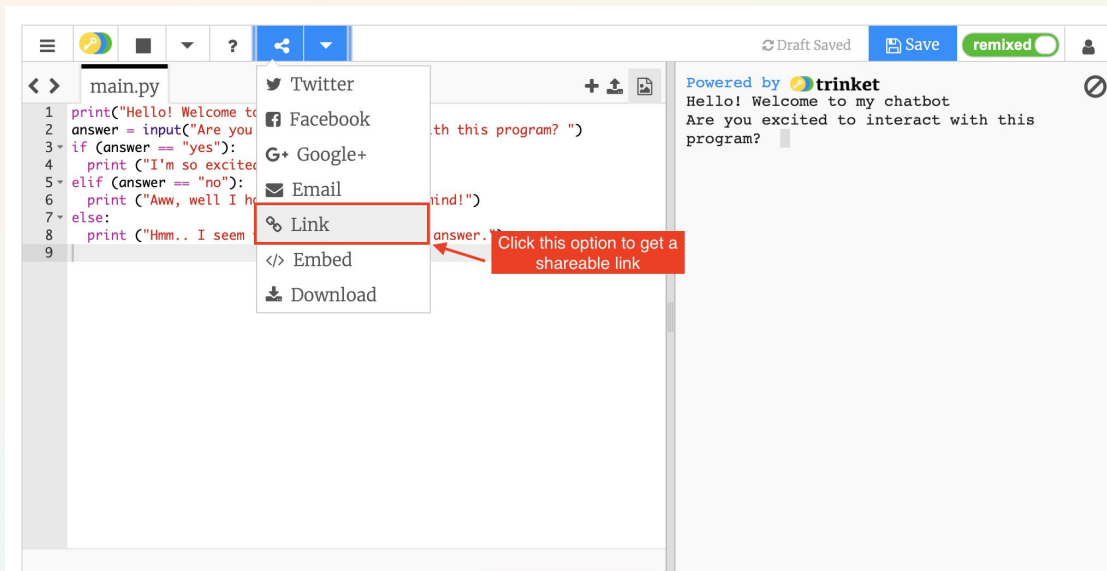 ?
Draft Saved
Save
remixed
main.py
Twitter
Facebook
G+ Google+
Email
Link
</> Embed
Download
1 print("Hello! Welcome to
2 answer = input("Are you th this program? ")
3 if (answer == "yes"):
4 print ("I'm so excited
5 elif (answer == "no"):
6 print ("Aww, well I ind!")
7 else:
8 print ("Hmm.. I seem answer."
9
Click this option to get a
shareable link
Powered by trinket
Hello! Welcome to my chatbot
Are you excited to interact with this
program?